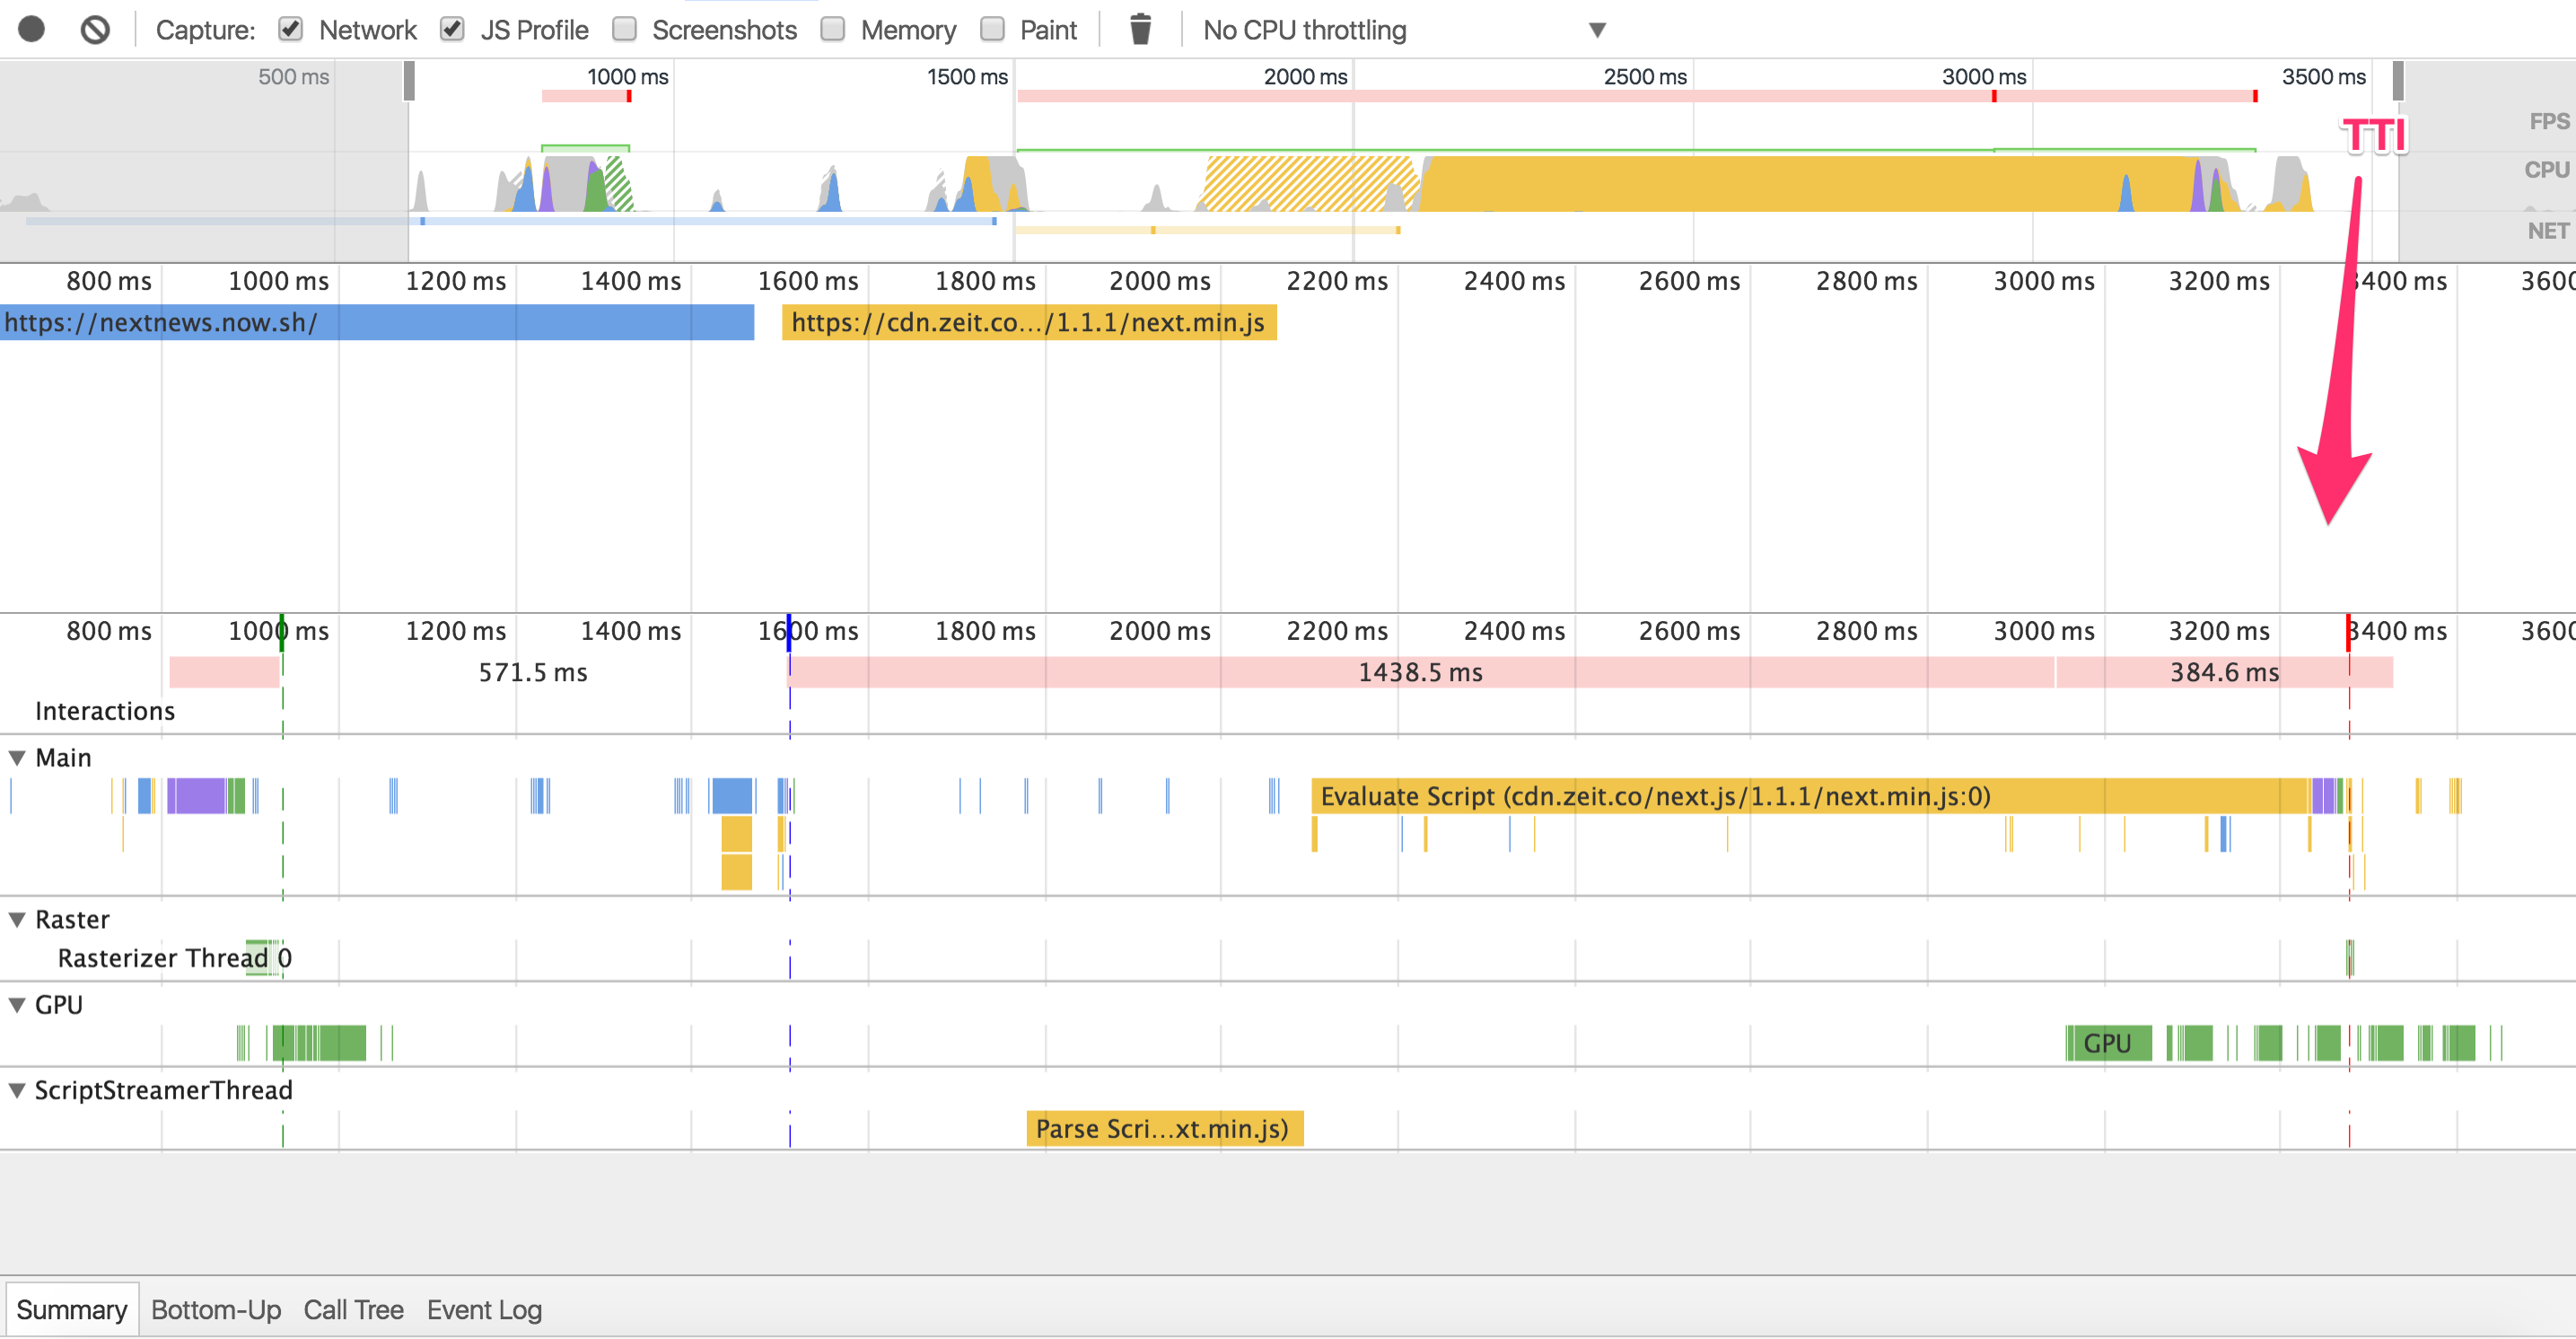 Capture: Network JS Profile Screenshots Memory Paint No CPU throttling
500 ms 1000 ms 1500 ms 2000 ms 2500 ms 3000 ms 3500 ms
FPS
TTI
CPU
NET
800 ms 1000 ms 1200 ms 1400 ms 1600 ms 1800 ms 2000 ms 2200 ms 2400 ms 2600 ms 2800 ms 3000 ms 3200 ms 3400 ms 3600
https://nextnews.now.sh/ https://cdn.zeit.co.../1.1.1/next.min.js
800 ms 1000 ms 1200 ms 1400 ms 1600 ms 1800 ms 2000 ms 2200 ms 2400 ms 2600 ms 2800 ms 3000 ms 3200 ms 3400 ms 3600
571.5 ms 1438.5 ms 384.6 ms
Interactions
Main
Evaluate Script (cdn.zeit.co/next.js/1.1.1/next.min.js:0)
Raster
Rasterizer Thread 0
GPU
GPU
ScriptStreamerThread
Parse Scri...xt.min.js)
Summary Bottom-Up Call Tree Event Log